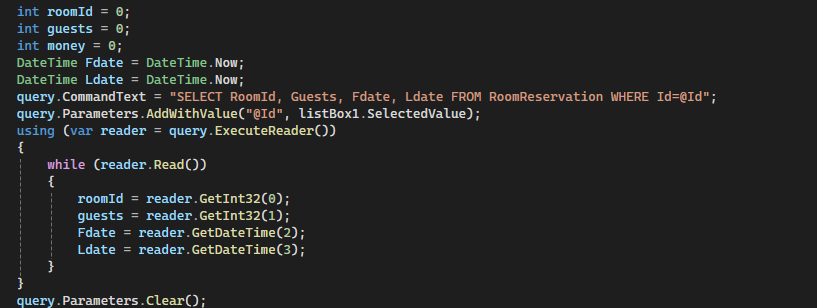 int roomId = 0;
int guests = 0;
int money = 0;
DateTime Fdate = DateTime.Now;
DateTime Ldate = DateTime.Now;
query.CommandText = "SELECT RoomId, Guests, Fdate, Ldate FROM RoomReservation WHERE Id=@Id";
query.Parameters.AddWithValue("@Id", listBox1.SelectedValue);
using (var reader = query.ExecuteReader())
{
    while (reader.Read())
    {
        roomId = reader.GetInt32(0);
        guests = reader.GetInt32(1);
        Fdate = reader.GetDateTime(2);
        Ldate = reader.GetDateTime(3);
    }
}
query.Parameters.Clear();